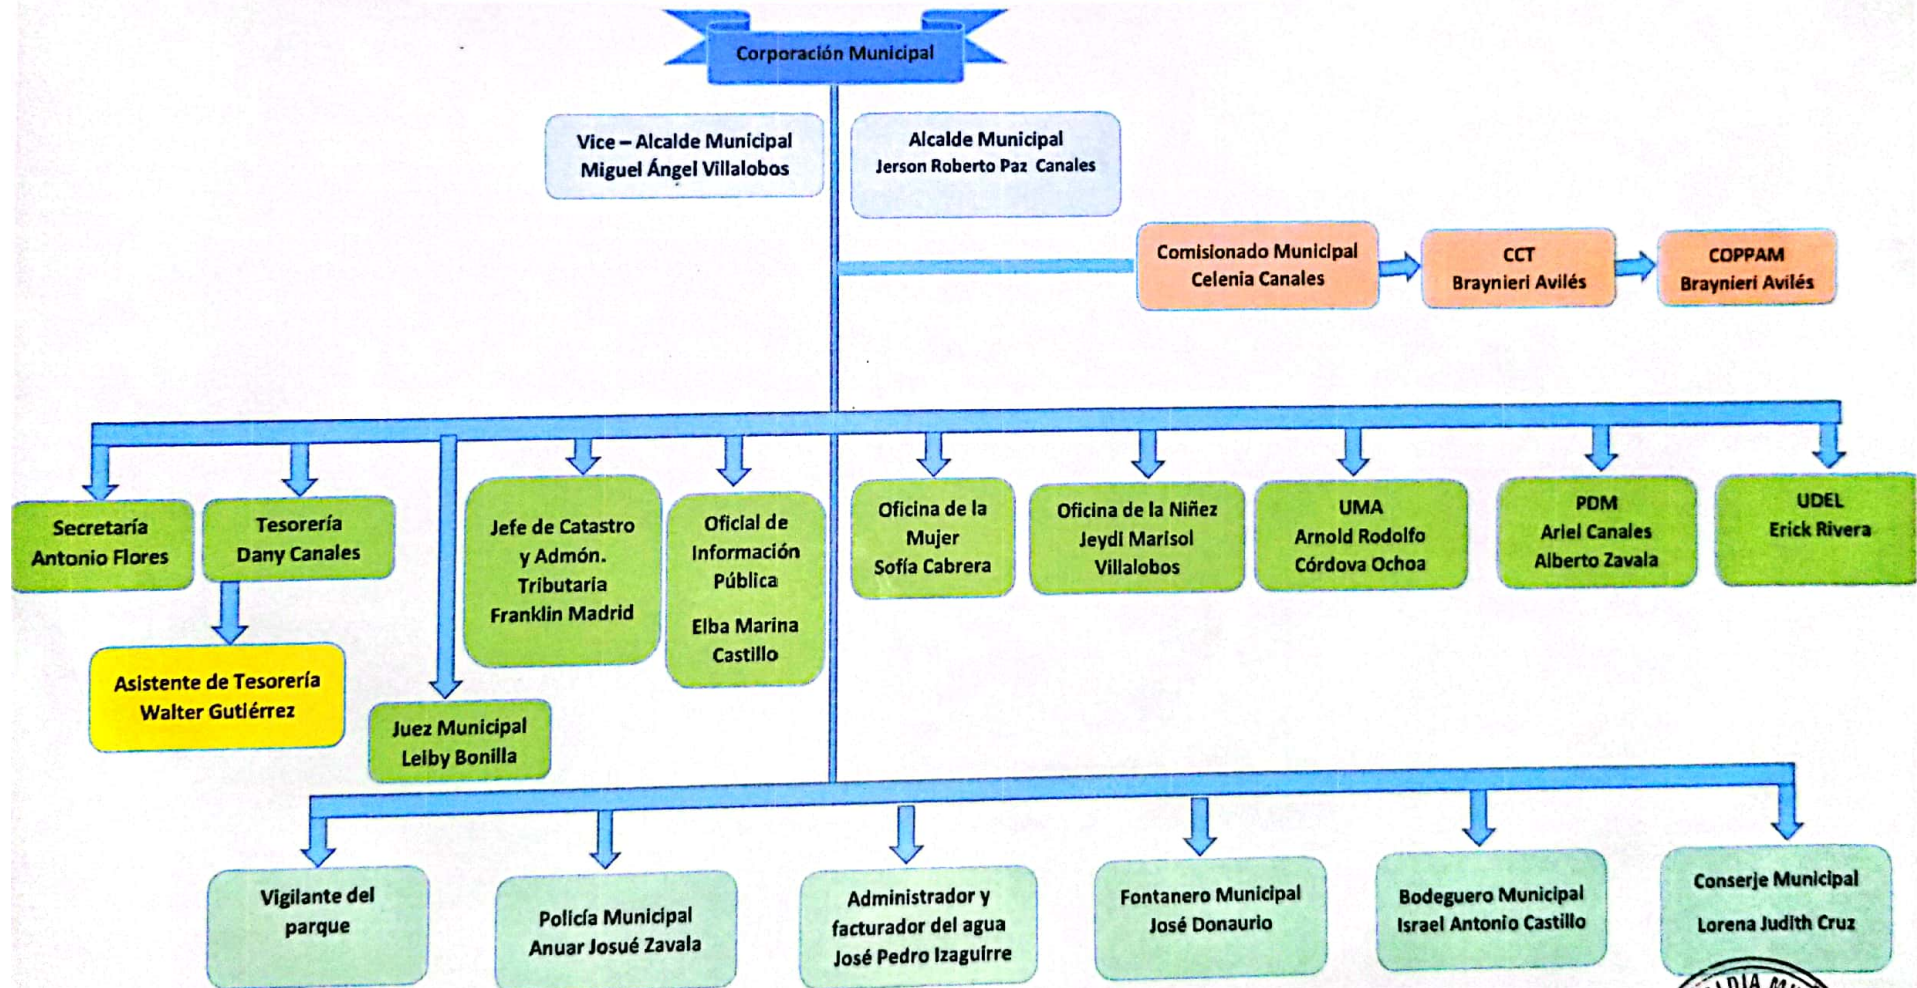 Corporación Municipal
Vice – Alcalde Municipal
Miguel Ángel Villalobos
Alcalde Municipal
Jerson Roberto Paz Canales
Comisionado Municipal
Celenia Canales
CCT
Braynieri Avilés
COPPAM
Braynieri Avilés
Secretaría
Antonio Flores
Tesorería
Dany Canales
Asistente de Tesorería
Walter Gutiérrez
Juez Municipal
Leiby Bonilla
Jefe de Catastro
y Admón.
Tributaria
Franklin Madrid
Oficial de
Información
Pública
Elba Marina
Castillo
Oficina de la
Mujer
Sofía Cabrera
Oficina de la Niñez
Jeydi Marisol
Villalobos
UMA
Arnold Rodolfo
Córdova Ochoa
PDM
Ariel Canales
Alberto Zavala
UDEL
Erick Rivera
Vigilante del
parque
Policía Municipal
Anuar Josué Zavala
Administrador y
facturador del agua
José Pedro Izaguirre
Fontanero Municipal
José Donaurio
Bodeguero Municipal
Israel Antonio Castillo
Conserje Municipal
Lorena Judith Cruz